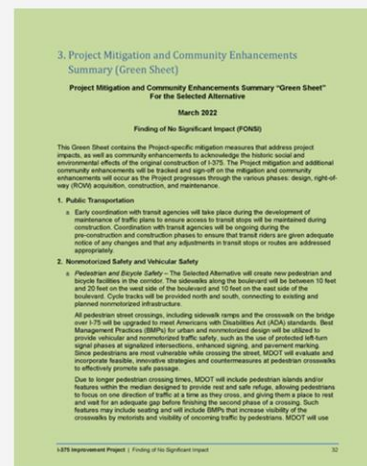 3. Project Mitigation and Community Enhancements
Summary (Green Sheet)
Project Mitigation and Community Enhancements Summary "Green Sheet"
For the Selected Alternative
March 2022
Finding of No Significant Impact (FONSI)
This Green Sheet contains the Project-specific mitigation measures that address project
impacts, as well as community enhancements to acknowledge the historic social and
environmental effects of the original construction of I-375. The Project mitigation and additional
community enhancements will be tracked and sign-off on the mitigation and community
enhancements will occur as the Project progresses through the various phases: design, right-of-
way (ROW) acquisition, construction, and maintenance.
1. Public Transportation
a. Early coordination with transit agencies will take place during the development of
maintenance of traffic plans to ensure access to transit stops will be maintained during
construction. Coordination with transit agencies will be ongoing during the
pre-construction and construction phases to ensure that transit riders are given adequate
notice of any changes and that any adjustments in transit stops or routes are addressed
appropriately.
2. Nonmotorized Safety and Vehicular Safety
a. Pedestrian and Bicycle Safety – The Selected Alternative will create new pedestrian and
bicycle facilities in the corridor. The sidewalks along the boulevard will be between 10 feet
and 20 feet on the west side of the boulevard and 10 feet on the east side of the
boulevard. Cycle tracks will be provided north and south, connecting to existing and
planned nonmotorized infrastructure.
All pedestrian street crossings, including sidewalk ramps and the crosswalk on the bridge
over I-75 will be upgraded to meet Americans with Disabilities Act (ADA) standards. Best
Management Practices (BMPs) for urban and nonmotorized design will be utilized to
provide vehicular and nonmotorized traffic safety, such as the use of protected left-turn
signal phases at signalized intersections, enhanced signing, and pavement marking.
Since pedestrians are most vulnerable while crossing the street, MDOT will evaluate and
incorporate feasible, innovative strategies and countermeasures at pedestrian crosswalks
to effectively promote safe passage.
Due to longer pedestrian crossing times, MDOT will include pedestrian islands and/or
features within the median designed to provide rest and safe refuge, allowing pedestrians
to focus on one direction of traffic at a time as they cross, and giving them a place to rest
and wait for an adequate gap before finishing the second phase of a crossing. Such
features may include seating and will include BMPs that increase visibility of the
crosswalks by motorists and visibility of oncoming traffic by pedestrians. MDOT will use
I-375 Improvement Project | Finding of No Significant Impact 32